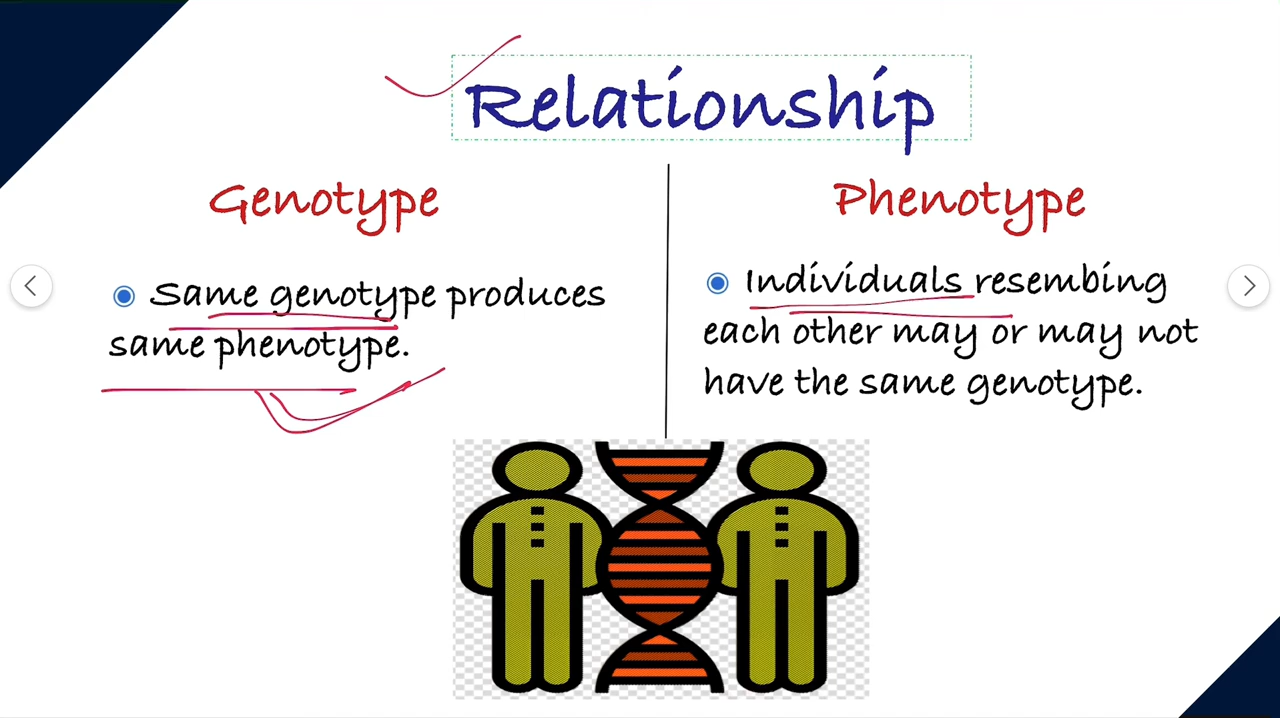 Relationship
Genotype
Same genotype produces
same phenotype.
Phenotype
Individuals resembing
each other may or may not
have the same genotype.